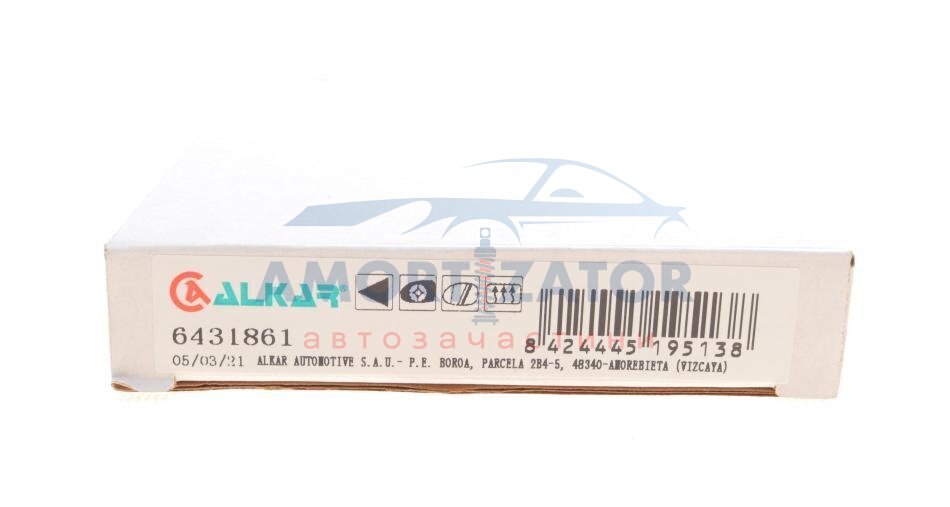 ALKAR
AMORTIZATOR
6431861
автозапчастини
8 424445 195138
05/03/21 ALKAR AUTOMOTIVE S.A.U.- P.E. BOROA, PARCELA 2B4-5, 48340-AMOREBIETA (VIZCAYA)